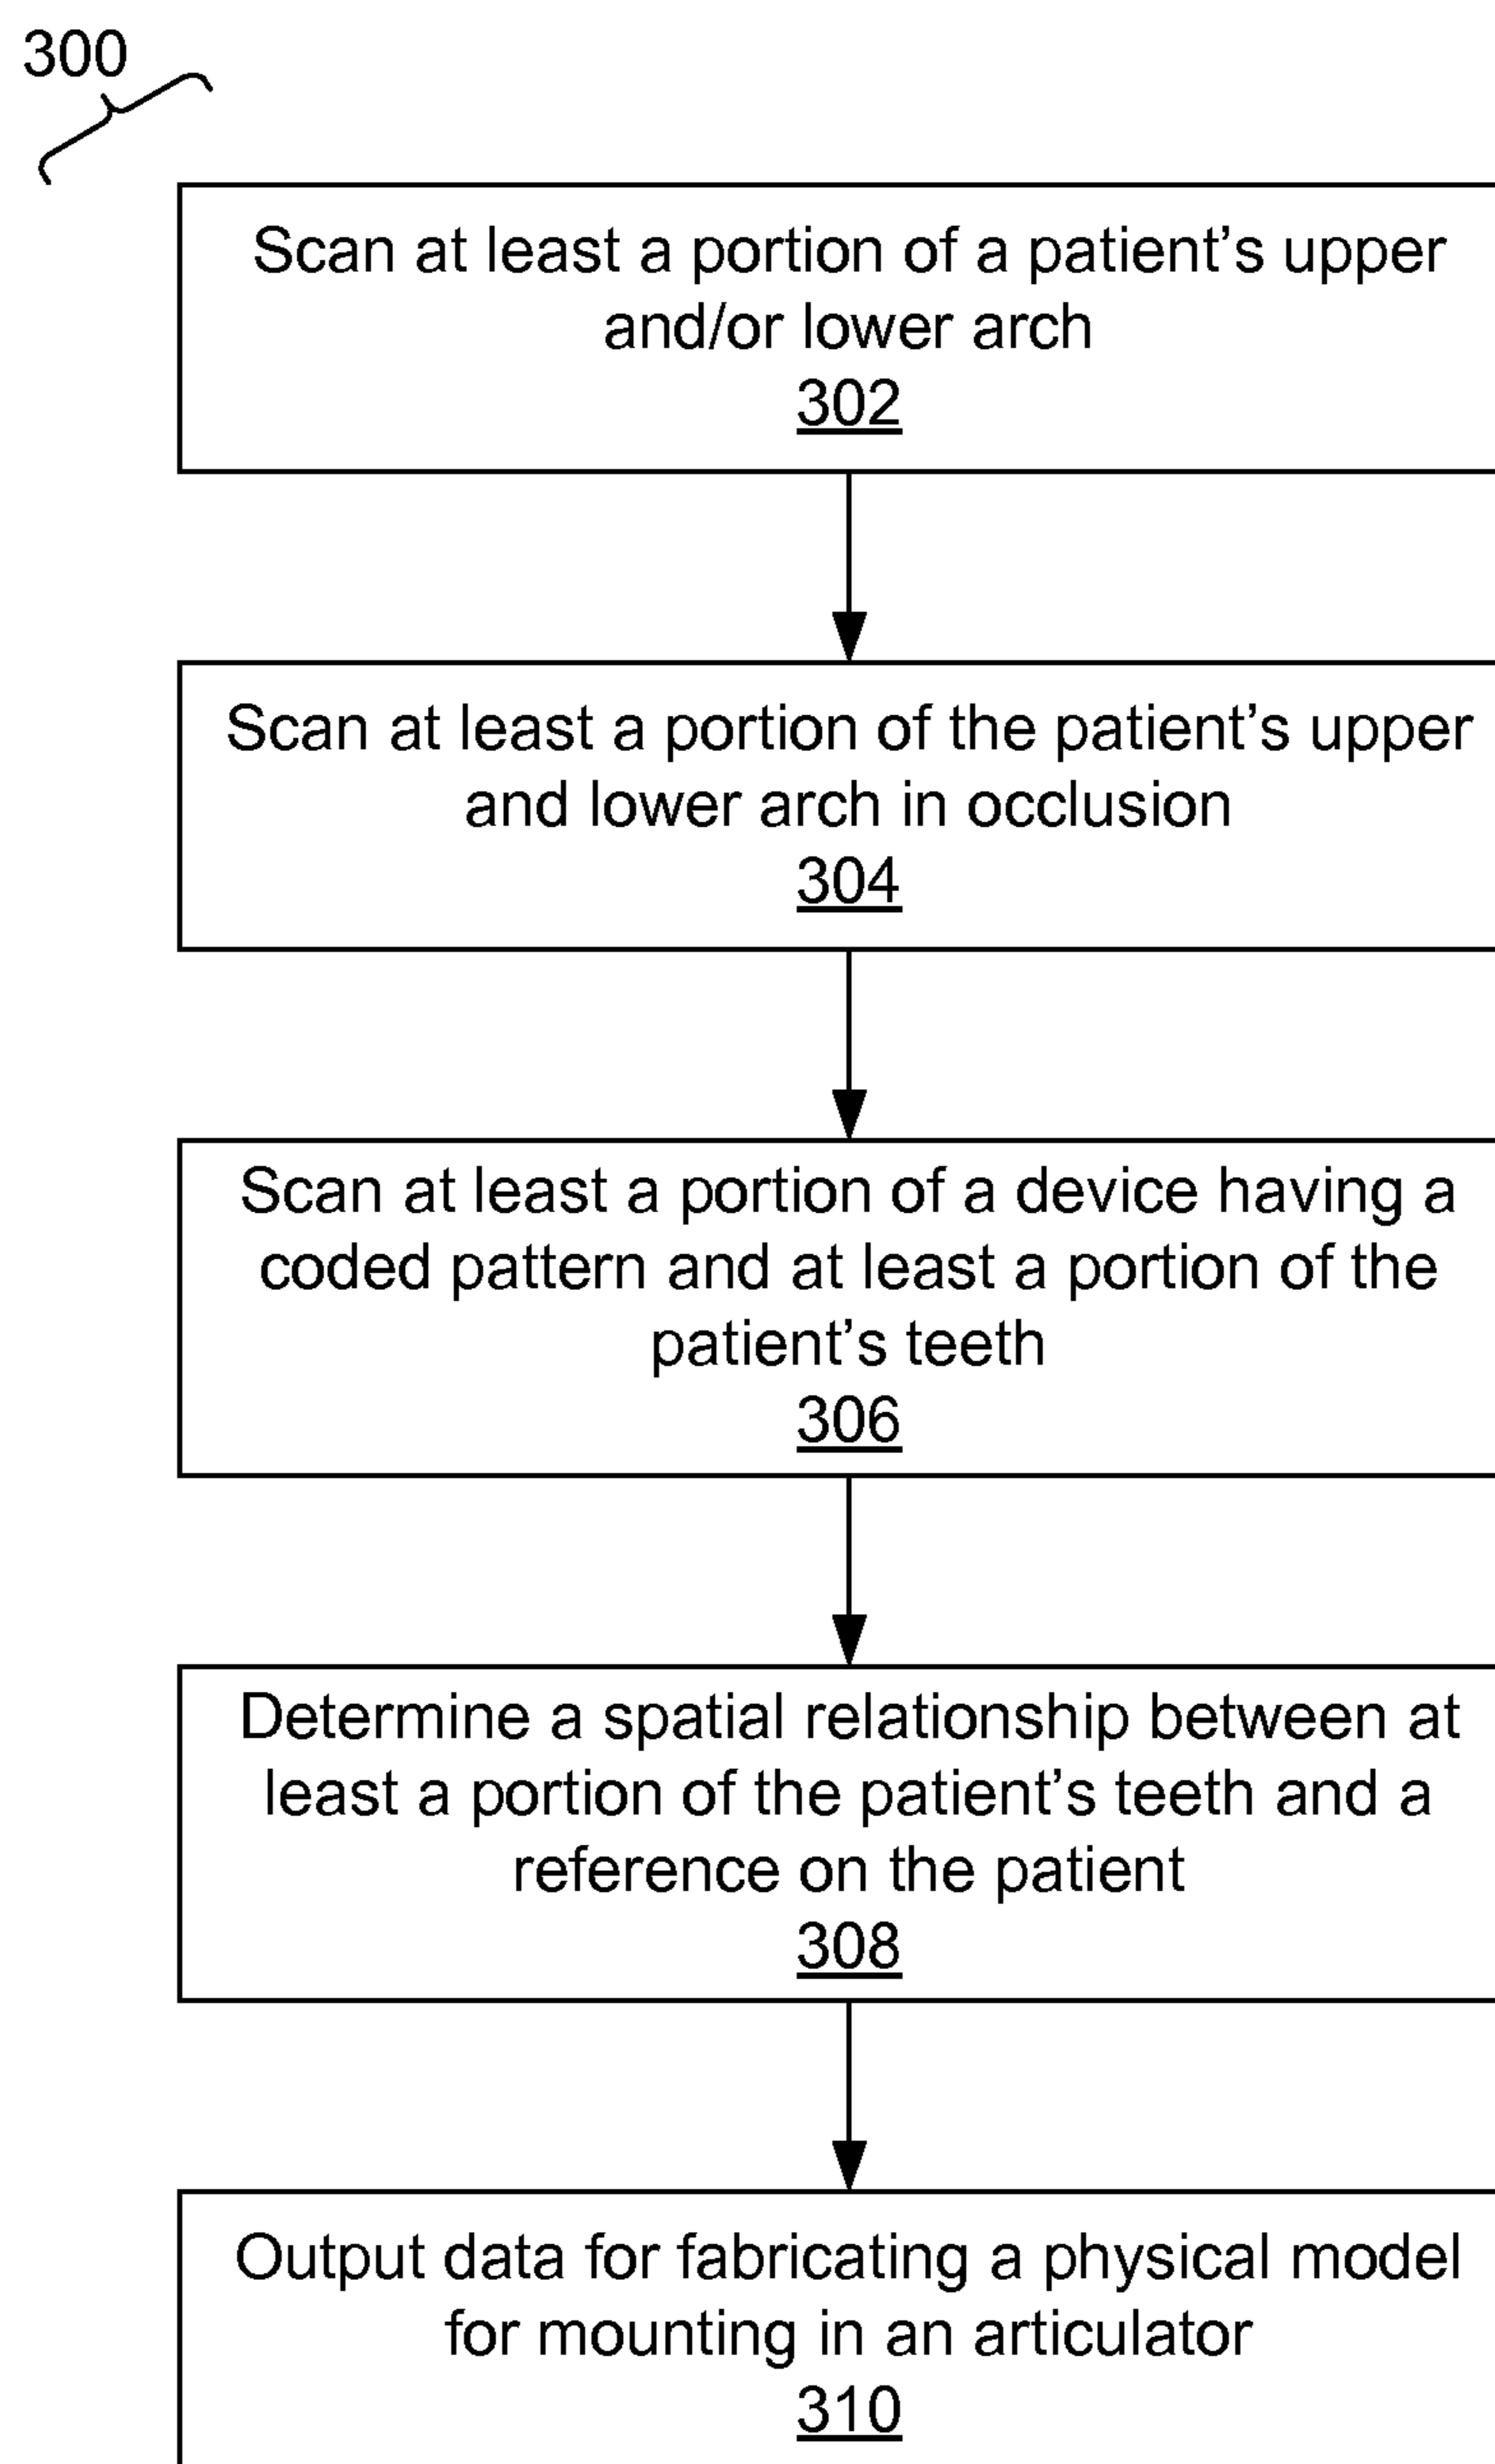 300
Scan at least a portion of a patient's upper
and/or lower arch
302
Scan at least a portion of the patient's upper
and lower arch in occlusion
304
Scan at least a portion of a device having a
coded pattern and at least a portion of the
patient's teeth
306
Determine a spatial relationship between at
least a portion of the patient's teeth and a
reference on the patient
308
Output data for fabricating a physical model
for mounting in an articulator
310